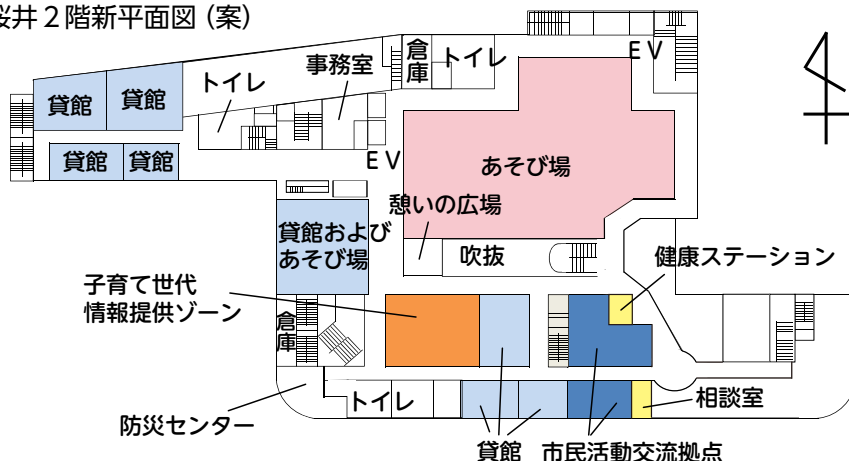 桜井２階新平面図（案）
倉庫
トイレ
ＥＶ
事務室
トイレ
貸館
貸館
貸館
貸館
ＥＶ
あそび場
憩いの広場
貸館および
あそび場
吹抜
健康ステーション
子育て世代
情報提供ゾーン
倉庫
トイレ
相談室
防災センター
貸館
市民活動交流拠点